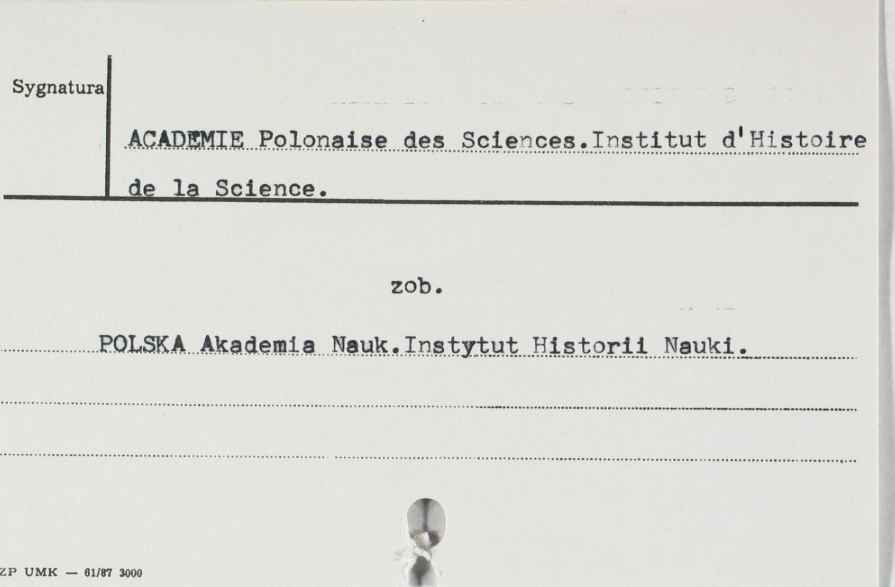 Sygnatura
ACADEMIE Polonaise des Sciences.Institut d'Histoire
de la Science.
zob.
POLSKA Akademia Nauk.Instytut Historii Nauki.
ZP UMK — 61/87 3000